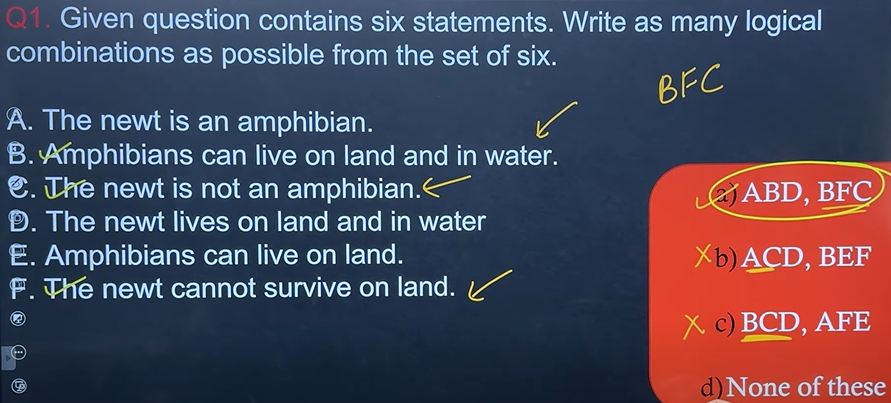 Q1. Given question contains six statements. Write as many logical
combinations as possible from the set of six.
BFC
A. The newt is an amphibian.
B. Amphibians can live on land and in water.
C. The newt is not an amphibian.
D. The newt lives on land and in water
E. Amphibians can live on land.
F. The newt cannot survive on land.
a) ABD, BFC
b) ACD, BEF
c) BCD, AFE
d) None of these